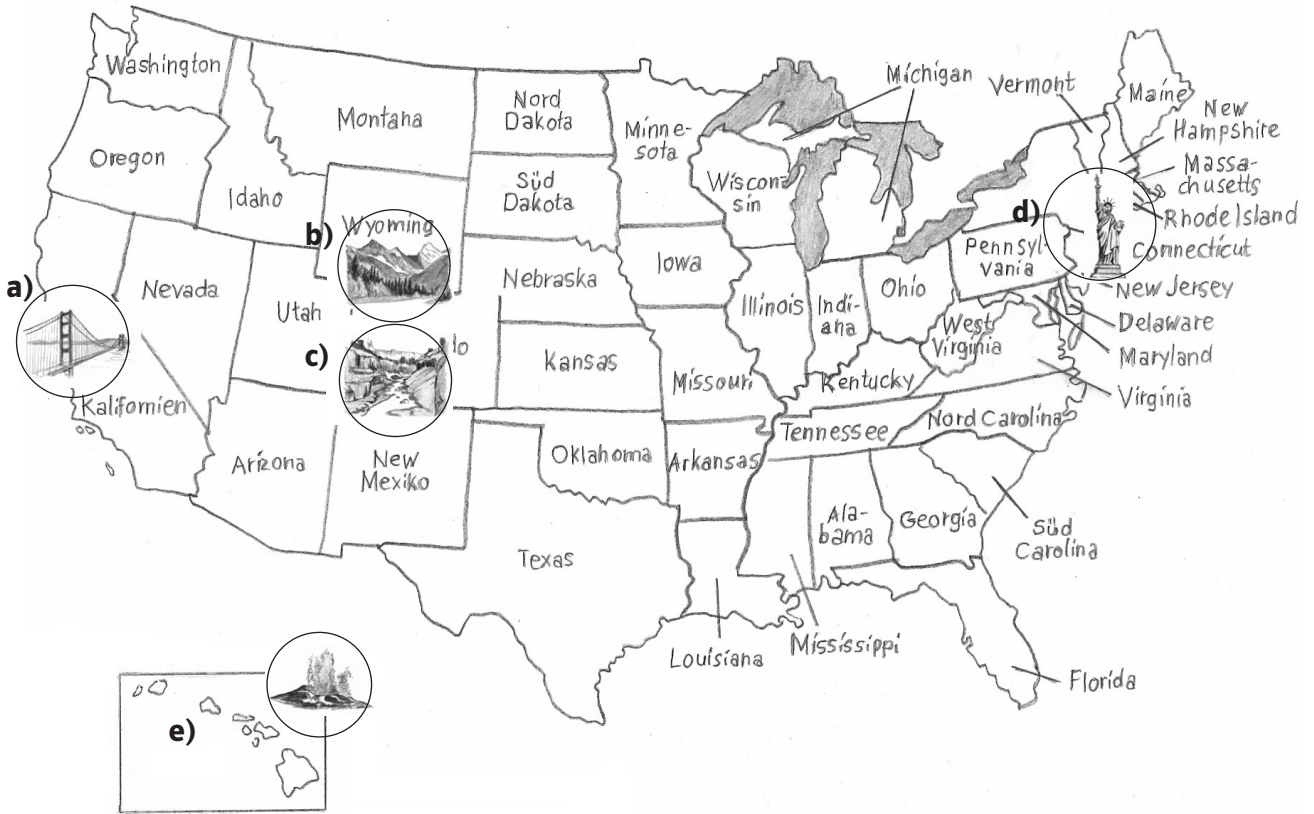 Washington
Oregon
Idaho
Montana
Nord
Dakota
Süd
Dakota
Minne-
sota
Wiscon
sin
Michigan
Vermont
Maine
New
Hampshire
Massa-
chusetts
Rhode Island
Connecticut
New Jersey
Delaware
Maryland
Virginia
d)
Pennsyl-
vania
b)
Wyoming
a)
Nevada
Utah
c)
Nebraska
Iowa
Illinois
Indi-
ana
Ohio
West
Virginia
Kansas
Missouri
Kentucky
Kalifornien
Arizona
New
Mexiko
Oklahoma
Arkansas
Tennessee
Nord Carolina
Süd
Carolina
Georgia
Ala-
bama
Texas
Louisiana
Mississippi
Florida
e)